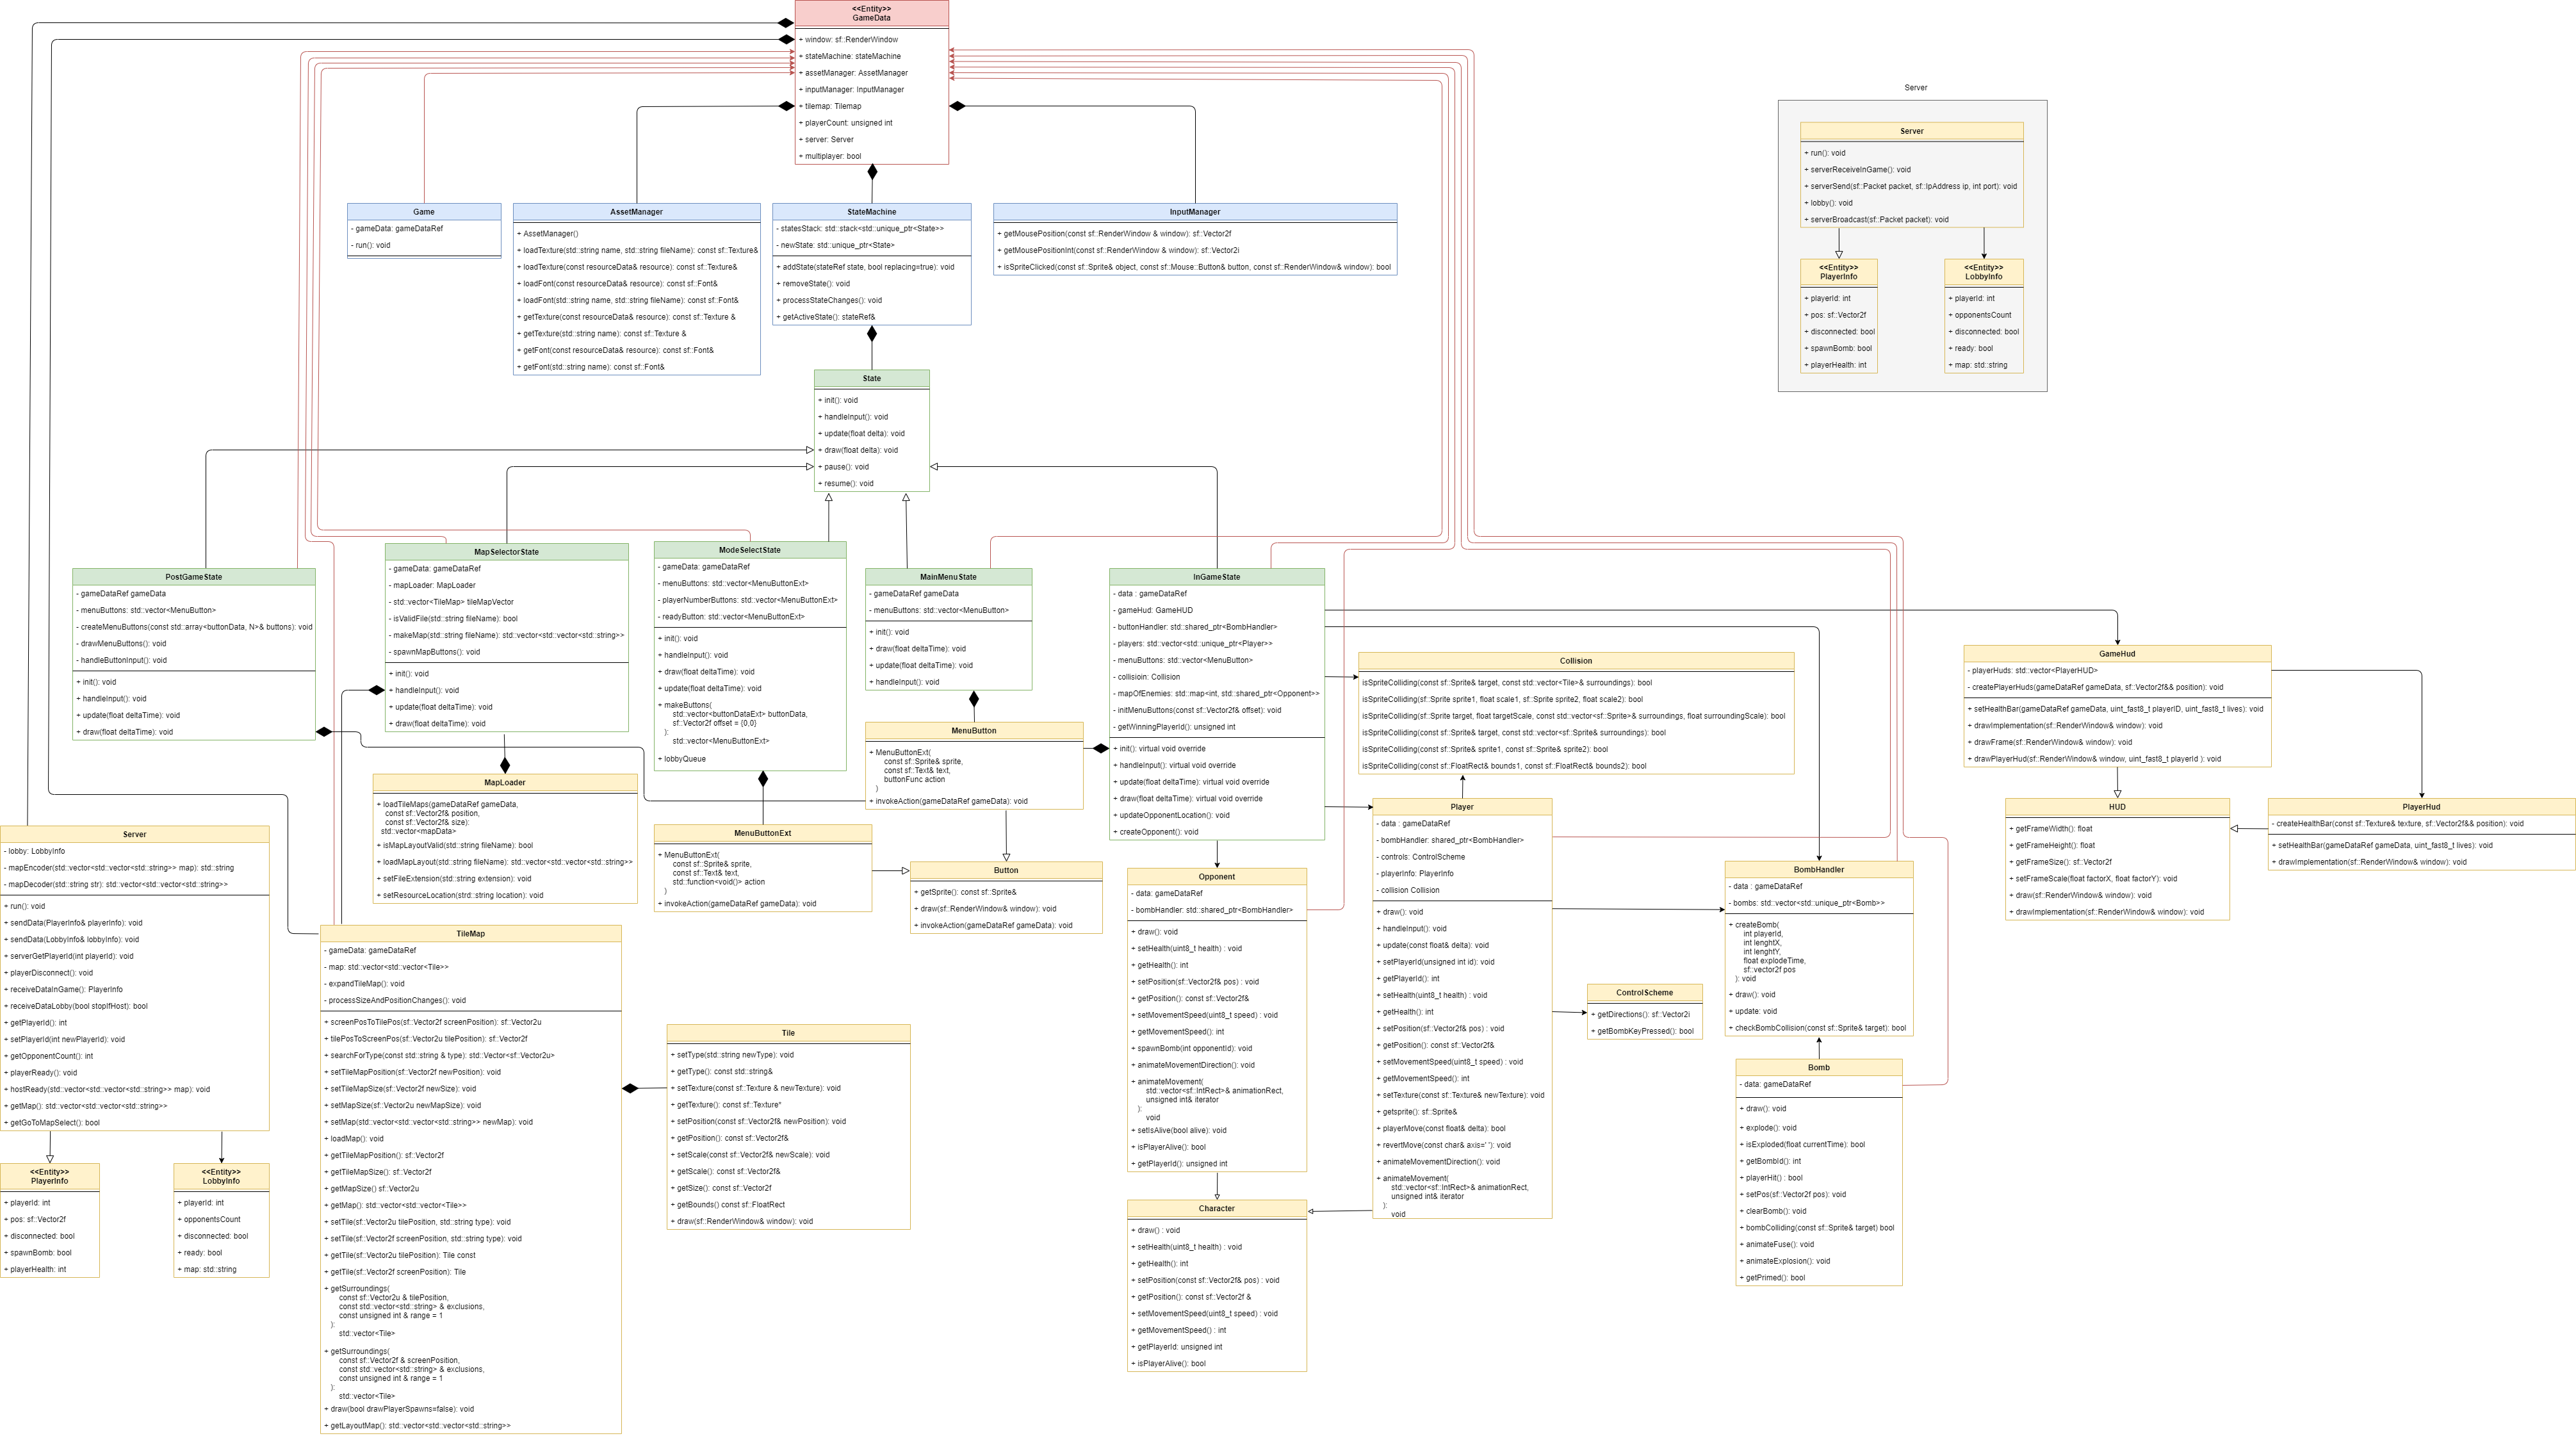 <<Entity>>
GameData
+ window: sf::RenderWindow
+ stateMachine: stateMachine
+ assetManager: AssetManager
+ inputManager: InputManager
+ tilemap: Tilemap
+ playerCount: unsigned int
+ server: Server
+ multiplayer: bool
Server
Server
+ run(): void
+ serverReceiveInGame(): void
+ serverSend(sf::Packet packet, sf::IpAddress ip, int port): void
+ lobby(): void
+ serverBroadcast(sf::Packet packet): void
<<Entity>>
PlayerInfo
+ playerId: int
+ pos: sf::Vector2f
+ disconnected: bool
+ spawnBomb: bool
+ playerHealth: int
<<Entity>>
LobbyInfo
+ playerId: int
+ opponentsCount
+ disconnected: bool
+ ready: bool
+ map: std::string
Game
- gameData: gameDataRef
- run(): void
AssetManager
+ AssetManager()
+ loadTexture(std::string name, std::string fileName): const sf::Texture&
+ loadTexture(const resourceData& resource): const sf::Texture&
+ loadFont(const resourceData& resource): const sf::Font&
+ loadFont(std::string name, std::string fileName): const sf::Font&
+ getTexture(const resourceData& resource): const sf::Texture &
+ getTexture(std::string name): const sf::Texture &
+ getFont(const resourceData& resource): const sf::Font&
+ getFont(std::string name): const sf::Font&
StateMachine
- statesStack: std::stack<std::unique_ptr<State>>
- newState: std::unique_ptr<State>
+ addState(stateRef state, bool replacing=true): void
+ removeState(): void
+ processStateChanges(): void
+ getActiveState(): stateRef&
InputManager
+ getMousePosition(const sf::RenderWindow & window): sf::Vector2f
+ getMousePositionInt(const sf::RenderWindow & window): sf::Vector2i
+ isSpriteClicked(const sf::Sprite& object, const sf::Mouse::Button& button, const sf::RenderWindow& window): bool
State
+ init(): void
+ handleInput(): void
+ update(float delta): void
+ draw(float delta): void
+ pause(): void
+ resume(): void
PostGameState
- gameDataRef gameData
- menuButtons: std::vector<MenuButton>
- createMenuButtons(const std::array<buttonData, N>& buttons): void
- drawMenuButtons(): void
- handleButtonInput(): void
+ init(): void
+ handleInput(): void
+ update(float deltaTime): void
+ draw(float deltaTime): void
MapSelectorState
- gameData: gameDataRef
- mapLoader: MapLoader
- std::vector<TileMap> tileMapVector
- isValidFile(std::string fileName): bool
- makeMap(std::string fileName): std::vector<std::vector<std::string>>
- spawnMapButtons(): void
+ init(): void
+ handleInput(): void
+ update(float deltaTime): void
+ draw(float deltaTime): void
ModeSelectState
- gameData: gameDataRef
- menuButtons: std::vector<MenuButtonExt>
- playerNumberButtons: std::vector<MenuButtonExt>
- readyButton: std::vector<MenuButtonExt>
+ init(): void
+ handleInput(): void
+ draw(float deltaTime): void
+ update(float deltaTime): void
+ makeButtons(
std::vector<buttonDataExt> buttonData,
sf::Vector2f offset = {0,0}
):
std::vector<MenuButtonExt>
+ lobbyQueue
MainMenuState
- gameDataRef gameData
- menuButtons: std::vector<MenuButton>
+ init(): void
+ draw(float deltaTime): void
+ update(float deltaTime): void
+ handleInput(): void
InGameState
- data : gameDataRef
- gameHud: GameHUD
- buttonHandler: std::shared_ptr<BombHandler>
- players: std::vector<std::unique_ptr<Player>>
- menuButtons: std::vector<MenuButton>
- collisioin: Collision
- mapOfEnemies: std::map<int, std::shared_ptr<Opponent>>
- initMenuButtons(const sf::Vector2f& offset): void
- getWinningPlayerId(): unsigned int
+ init(): virtual void override
+ handleInput(): virtual void override
+ update(float deltaTime): virtual void override
+ draw(float deltaTime): virtual void override
+ updateOpponentLocation(): void
+ createOpponent(): void
Collision
isSpriteColliding(const sf::Sprite& target, const std::vector<Tile>& surroundings): bool
isSpriteColliding(sf::Sprite sprite1, float scale1, sf::Sprite sprite2, float scale2): bool
isSpriteColliding(sf::Sprite target, float targetScale, const std::vector<sf::Sprite>& surroundings, float surroundingScale): bool
isSpriteColliding(const sf::Sprite& target, const std::vector<sf::Sprite>& surroundings): bool
isSpriteColliding(const sf::Sprite& sprite1, const sf::Sprite& sprite2): bool
isSpriteColliding(const sf::FloatRect& bounds1, const sf::FloatRect& bounds2): bool
GameHud
- playerHuds: std::vector<PlayerHUD>
- createPlayerHuds(gameDataRef gameData, sf::Vector2f&& position): void
+ setHealthBar(gameDataRef gameData, uint_fast8_t playerID, uint_fast8_t lives): void
+ drawImplementation(sf::RenderWindow& window): void
+ drawFrame(sf::RenderWindow& window): void
+ drawPlayerHud(sf::RenderWindow& window, uint_fast8_t playerId ): void
HUD
+ getFrameWidth(): float
+ getFrameHeight(): float
+ getFrameSize(): sf::Vector2f
+ setFrameScale(float factorX, float factorY): void
+ draw(sf::RenderWindow& window): void
+ drawImplementation(sf::RenderWindow& window): void
PlayerHud
- createHealthBar(const sf::Texture& texture, sf::Vector2f&& position): void
+ setHealthBar(gameDataRef gameData, uint_fast8_t lives): void
+ drawImplementation(sf::RenderWindow& window): void
MenuButton
+ MenuButtonExt(
const sf::Sprite& sprite,
const sf::Text& text,
buttonFunc action
)
+ invokeAction(gameDataRef gameData): void
MapLoader
+ loadTileMaps(gameDataRef gameData,
const sf::Vector2f& position,
const sf::Vector2f& size):
std::vector<mapData>
+ isMapLayoutValid(std::string fileName): bool
+ loadMapLayout(std::string fileName): std::vector<std::vector<std::string>>
+ setFileExtension(std::string extension): void
+ setResourceLocation(strd::string location): void
MenuButtonExt
+ MenuButtonExt(
const sf::Sprite& sprite,
const sf::Text& text,
std::function<void()> action
)
+ invokeAction(gameDataRef gameData): void
Button
+ getSprite(): const sf::Sprite&
+ draw(sf::RenderWindow& window): void
+ invokeAction(gameDataRef gameData): void
Server
- lobby: LobbyInfo
- mapEncoder(std::vector<std::vector<std::string>> map): std::string
- mapDecoder(std::string str): std::vector<std::vector<std::string>>
+ run(): void
+ sendData(PlayerInfo& playerInfo): void
+ sendData(LobbyInfo& lobbyInfo): void
+ serverGetPlayerId(int playerId): void
+ playerDisconnect(): void
+ receiveDataInGame(): PlayerInfo
+ receiveDataLobby(bool stopIfHost): bool
+ getPlayerId(): int
+ setPlayerId(int newPlayerId): void
+ getOpponentCount(): int
+ playerReady(): void
+ hostReady(std::vector<std::vector<std::string>> map): void
+ getMap(): std::vector<std::vector<std::string>>
+ getGoToMapSelect(): bool
<<Entity>>
PlayerInfo
+ playerId: int
+ pos: sf::Vector2f
+ disconnected: bool
+ spawnBomb: bool
+ playerHealth: int
<<Entity>>
LobbyInfo
+ playerId: int
+ opponentsCount
+ disconnected: bool
+ ready: bool
+ map: std::string
TileMap
- gameData: gameDataRef
- map: std::vector<std::vector<Tile>>
- expandTileMap(): void
- processSizeAndPositionChanges(): void
+ screenPosToTilePos(sf::Vector2f screenPosition): sf::Vector2u
+ tilePosToScreenPos(sf::Vector2u tilePosition): sf::Vector2f
+ searchForType(const std::string & type): std::Vector<sf::Vector2u>
+ setTileMapPosition(sf::Vector2f newPosition): void
+ setTileMapSize(sf::Vector2f newSize): void
+ setMapSize(sf::Vector2u newMapSize): void
+ setMap(std::vector<std::vector<std::string>> newMap): void
+ loadMap(): void
+ getTileMapPosition(): sf::Vector2f
+ getTileMapSize(): sf::Vector2f
+ getMapSize() sf::Vector2u
+ getMap(): std::vector<std::vector<Tile>>
+ setTile(sf::Vector2u tilePosition, std::string type): void
+ setTile(sf::Vector2f screenPosition, std::string type): void
+ getTile(sf::Vector2u tilePosition): Tile const
+ getTile(sf::Vector2f screenPosition): Tile
+ getSurroundings(
const sf::Vector2u & tilePosition,
const std::vector<std::string> & exclusions,
const unsigned int & range = 1
):
std::vector<Tile>
+ getSurroundings(
const sf::Vector2f & screenPosition,
const std::vector<std::string> & exclusions,
const unsigned int & range = 1
):
std::vector<Tile>
+ draw(bool drawPlayerSpawns=false): void
+ getLayoutMap(): std::vector<std::vector<std::string>>
Tile
+ setType(std::string newType): void
+ getType(): const std::string&
+ setTexture(const sf::Texture & newTexture): void
+ getTexture(): const sf::Texture*
+ setPosition(const sf::Vector2f& newPosition): void
+ getPosition(): const sf::Vector2f&
+ setScale(const sf::Vector2f& newScale): void
+ getScale(): const sf::Vector2f&
+ getSize(): const sf::Vector2f
+ getBounds() const sf::FloatRect
+ draw(sf::RenderWindow& window): void
Opponent
- data: gameDataRef
- bombHandler: std::shared_ptr<BombHandler>
+ draw(): void
+ setHealth(uint8_t health) : void
+ getHealth(): int
+ setPosition(sf::Vector2f& pos) : void
+ getPosition(): const sf::Vector2f&
+ setMovementSpeed(uint8_t speed) : void
+ getMovementSpeed(): int
+ spawnBomb(int opponentId): void
+ animateMovementDirection(): void
+ animateMovement(
std::vector<sf::IntRect>& animationRect,
unsigned int& iterator
):
void
+ setIsAlive(bool alive): void
+ isPlayerAlive(): bool
+ getPlayerId(): unsigned int
Character
+ draw() : void
+ setHealth(uint8_t health) : void
+ getHealth(): int
+ setPosition(const sf::Vector2f& pos) : void
+ getPosition(): const sf::Vector2f &
+ setMovementSpeed(uint8_t speed) : void
+ getMovementSpeed() : int
+ getPlayerId: unsigned int
+ isPlayerAlive(): bool
Player
- data : gameDataRef
- bombHandler: shared_ptr<BombHandler>
- controls: ControlScheme
- playerInfo: PlayerInfo
- collision Collision
+ draw(): void
+ handleInput(): void
+ update(const float& delta): void
+ setPlayerId(unsigned int id): void
+ getPlayerId(): int
+ setHealth(uint8_t health) : void
+ getHealth(): int
+ setPosition(sf::Vector2f& pos) : void
+ getPosition(): const sf::Vector2f&
+ setMovementSpeed(uint8_t speed) : void
+ getMovementSpeed(): int
+ setTexture(const sf::Texture& newTexture): void
+ getsprite(): sf::Sprite&
+ playerMove(const float& delta): bool
+ revertMove(const char& axis=' '): void
+ animateMovementDirection(): void
+ animateMovement(
std::vector<sf::IntRect>& animationRect,
unsigned int& iterator
):
void
ControlScheme
+ getDirections(): sf::Vector2i
+ getBombKeyPressed(): bool
BombHandler
- data : gameDataRef
- bombs: std::vector<std::unique_ptr<Bomb>>
+ createBomb(
int playerId,
int lenghtX,
int lenghtY,
float explodeTime,
sf::vector2f pos
): void
+ draw(): void
+ update: void
+ checkBombCollision(const sf::Sprite& target): bool
Bomb
- data: gameDataRef
+ draw(): void
+ explode(): void
+ isExploded(float currentTime): bool
+ getBombId(): int
+ playerHit() : bool
+ setPos(sf::Vector2f pos): void
+ clearBomb(): void
+ bombColliding(const sf::Sprite& target) bool
+ animateFuse(): void
+ animateExplosion(): void
+ getPrimed(): bool